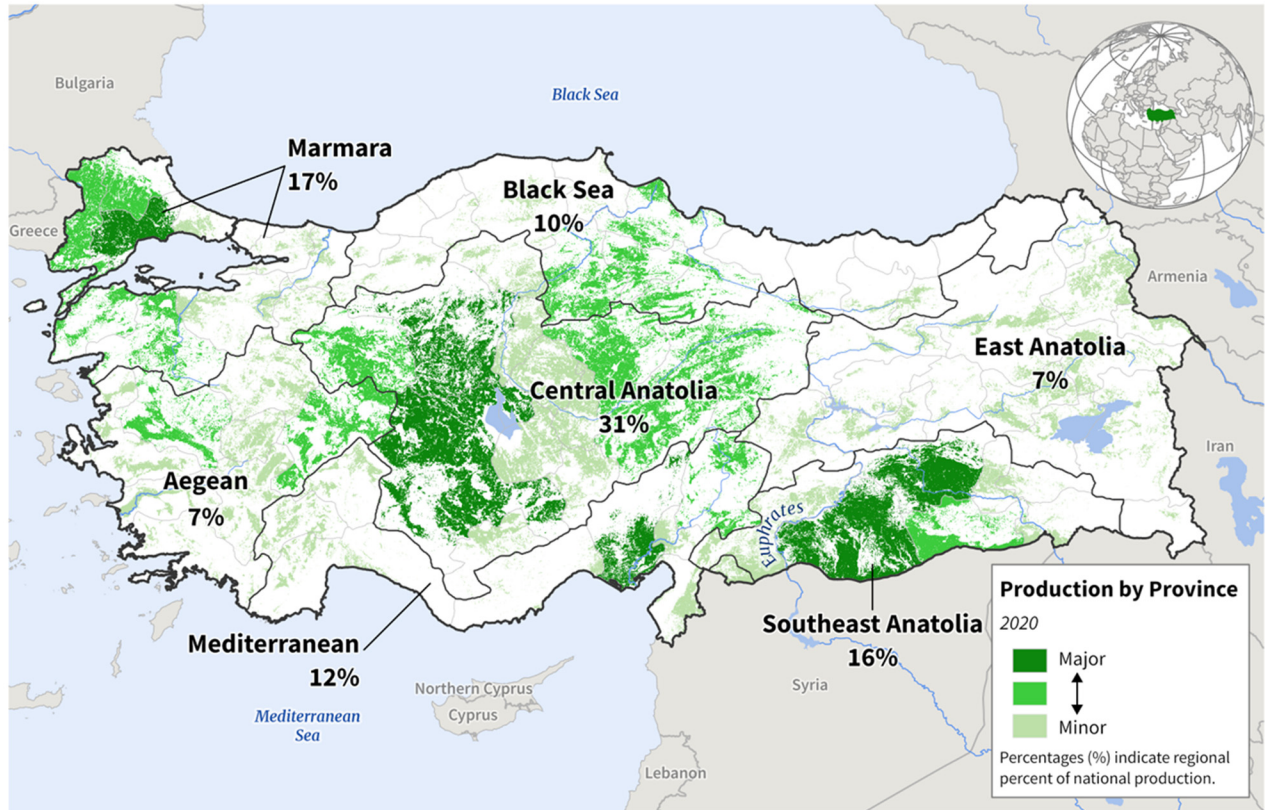 Bulgaria
Black Sea
Marmara
17%
Black Sea
10%
Greece
Armenia
East Anatolia
7%
Central Anatolia
31%
Iran
Aegean
7%
Euphrates
Production by Province
2020
Major
Minor
Percentages (%) indicate regional
percent of national production.
Southeast Anatolia
16%
Mediterranean
12%
Syria
Northern Cyprus
Cyprus
Mediterranean
Sea
Lebanon